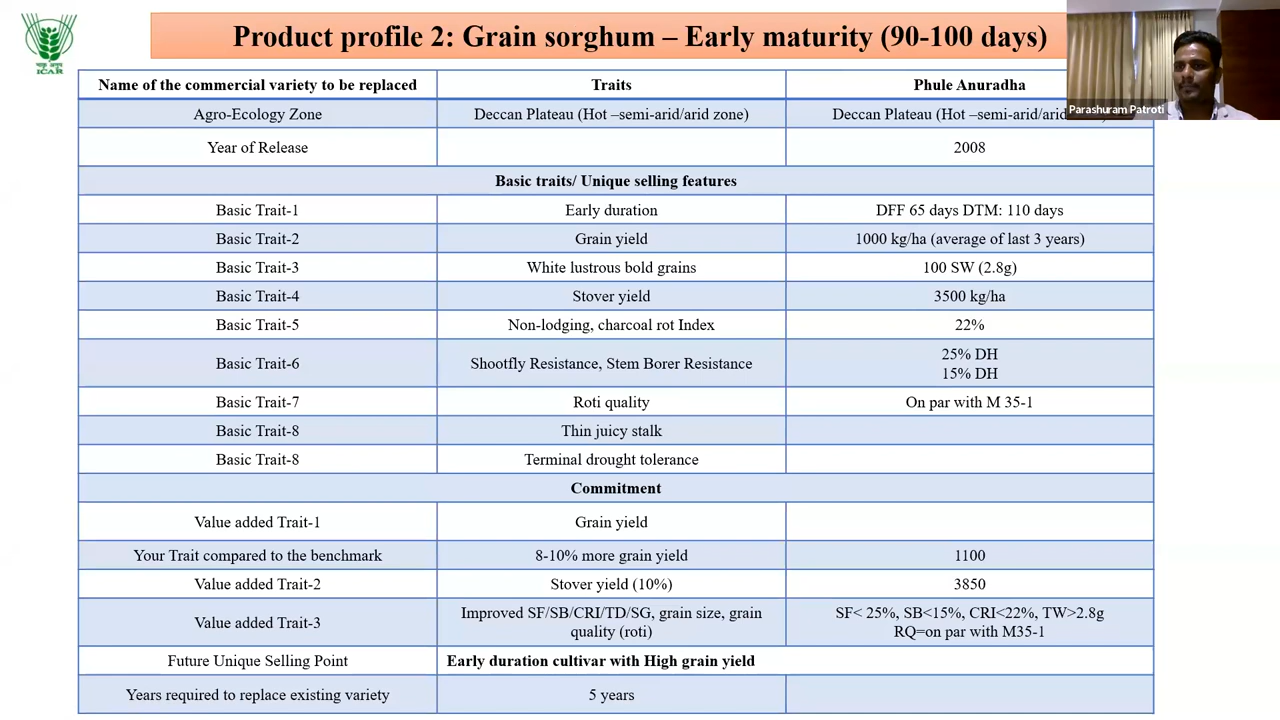 Product profile 2: Grain sorghum – Early maturity (90-100 days)
ICAR
Parashuram Patroti
Name of the commercial variety to be replaced Traits Phule Anuradha
Agro-Ecology Zone Deccan Plateau (Hot –semi-arid/arid zone) Deccan Plateau (Hot –semi-arid/arid
Year of Release 2008
Basic traits/ Unique selling features
Basic Trait-1 Early duration DFF 65 days DTM: 110 days
Basic Trait-2 Grain yield 1000 kg/ha (average of last 3 years)
Basic Trait-3 White lustrous bold grains 100 SW (2.8g)
Basic Trait-4 Stover yield 3500 kg/ha
Basic Trait-5 Non-lodging, charcoal rot Index 22%
Basic Trait-6 Shootfly Resistance, Stem Borer Resistance 25% DH
15% DH
Basic Trait-7 Roti quality On par with M 35-1
Basic Trait-8 Thin juicy stalk
Basic Trait-8 Terminal drought tolerance
Commitment
Value added Trait-1 Grain yield
Your Trait compared to the benchmark 8-10% more grain yield 1100
Value added Trait-2 Stover yield (10%) 3850
Value added Trait-3 Improved SF/SB/CRI/TD/SG, grain size, grain quality (roti) SF< 25%, SB<15%, CRI<22%, TW>2.8g
RQ=on par with M35-1
Future Unique Selling Point Early duration cultivar with High grain yield
Years required to replace existing variety 5 years